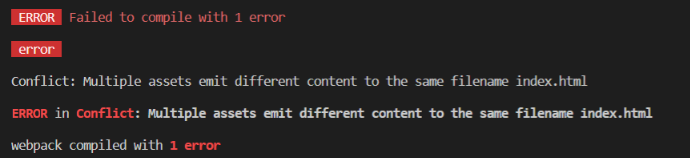 ERROR Failed to compile with 1 error
error
Conflict: Multiple assets emit different content to the same filename index.html
ERROR in Conflict: Multiple assets emit different content to the same filename index.html
webpack compiled with 1 error